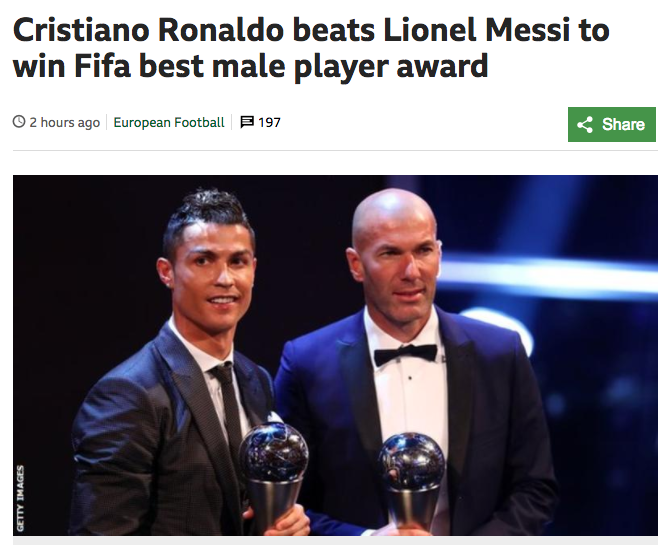 Cristiano Ronaldo beats Lionel Messi to
win Fifa best male player award
2 hours ago European Football 197 Share
GETTY IMAGES